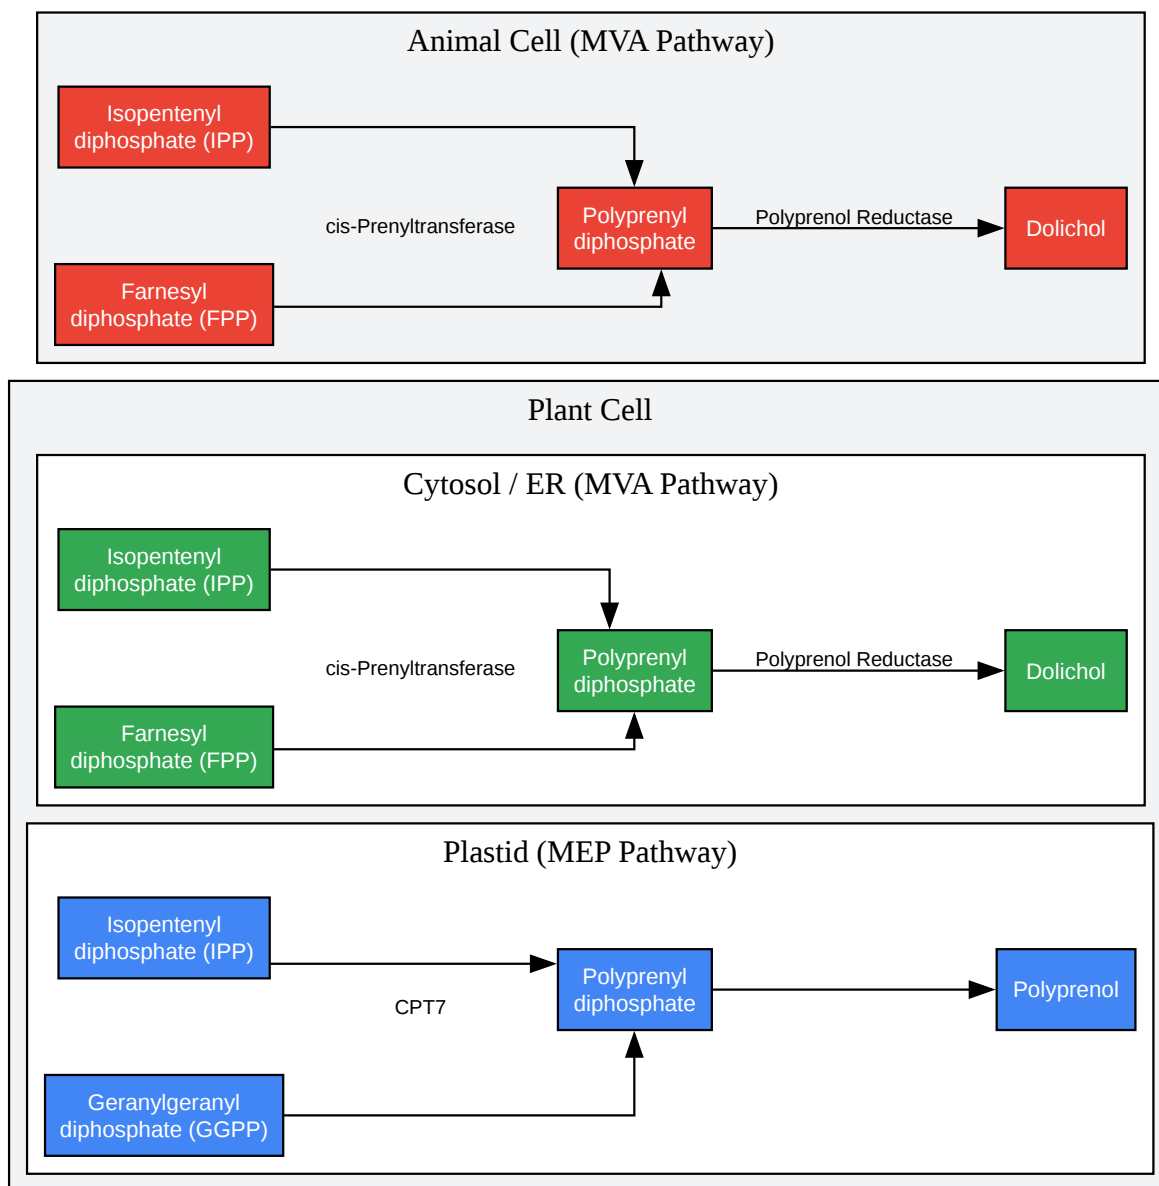 Animal Cell (MVA Pathway)
Isopentenyl
diphosphate (IPP)
cis-Prenyltransferase
Farnesyl
diphosphate (FPP)
Polyprenyl
diphosphate
Polyprenol Reductase
Dolichol
Plant Cell
Cytosol / ER (MVA Pathway)
Isopentenyl
diphosphate (IPP)
cis-Prenyltransferase
Farnesyl
diphosphate (FPP)
Polyprenyl
diphosphate
Polyprenol Reductase
Dolichol
Plastid (MEP Pathway)
Isopentenyl
diphosphate (IPP)
CPT7
Geranylgeranyl
diphosphate (GGPP)
Polyprenyl
diphosphate
Polyprenol